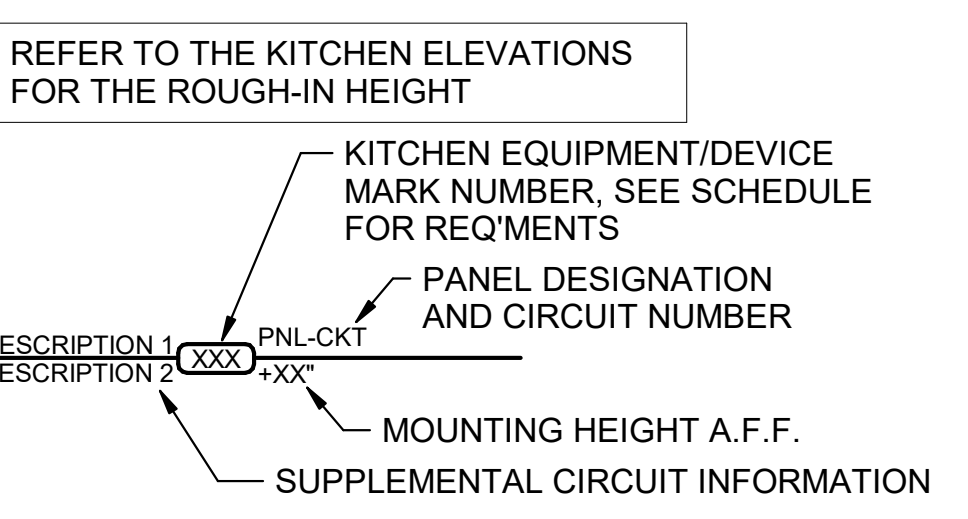 REFER TO THE KITCHEN ELEVATIONS
FOR THE ROUGH-IN HEIGHT
KITCHEN EQUIPMENT/DEVICE
MARK NUMBER, SEE SCHEDULE
FOR REQ'MENTS
PANEL DESIGNATION
AND CIRCUIT NUMBER
ESCRIPTION 1
XXX
PNL-CKT
ESCRIPTION 2
+XX"
MOUNTING HEIGHT A.F.F.
SUPPLEMENTAL CIRCUIT INFORMATION